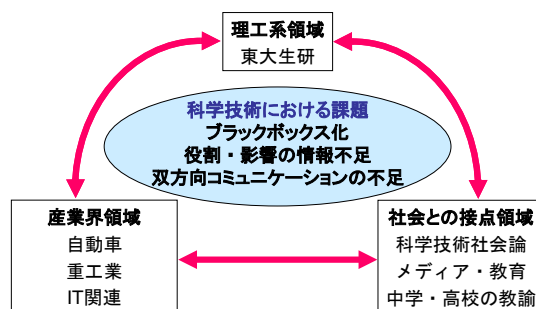 理工系領域
東大生研
科学技術における課題
ブラックボックス化
役割・影響の情報不足
双方向コミュニケーションの不足
産業界領域
自動車
重工業
IT関連
社会との接点領域
科学技術社会論
メディア・教育
中学・高校の教諭